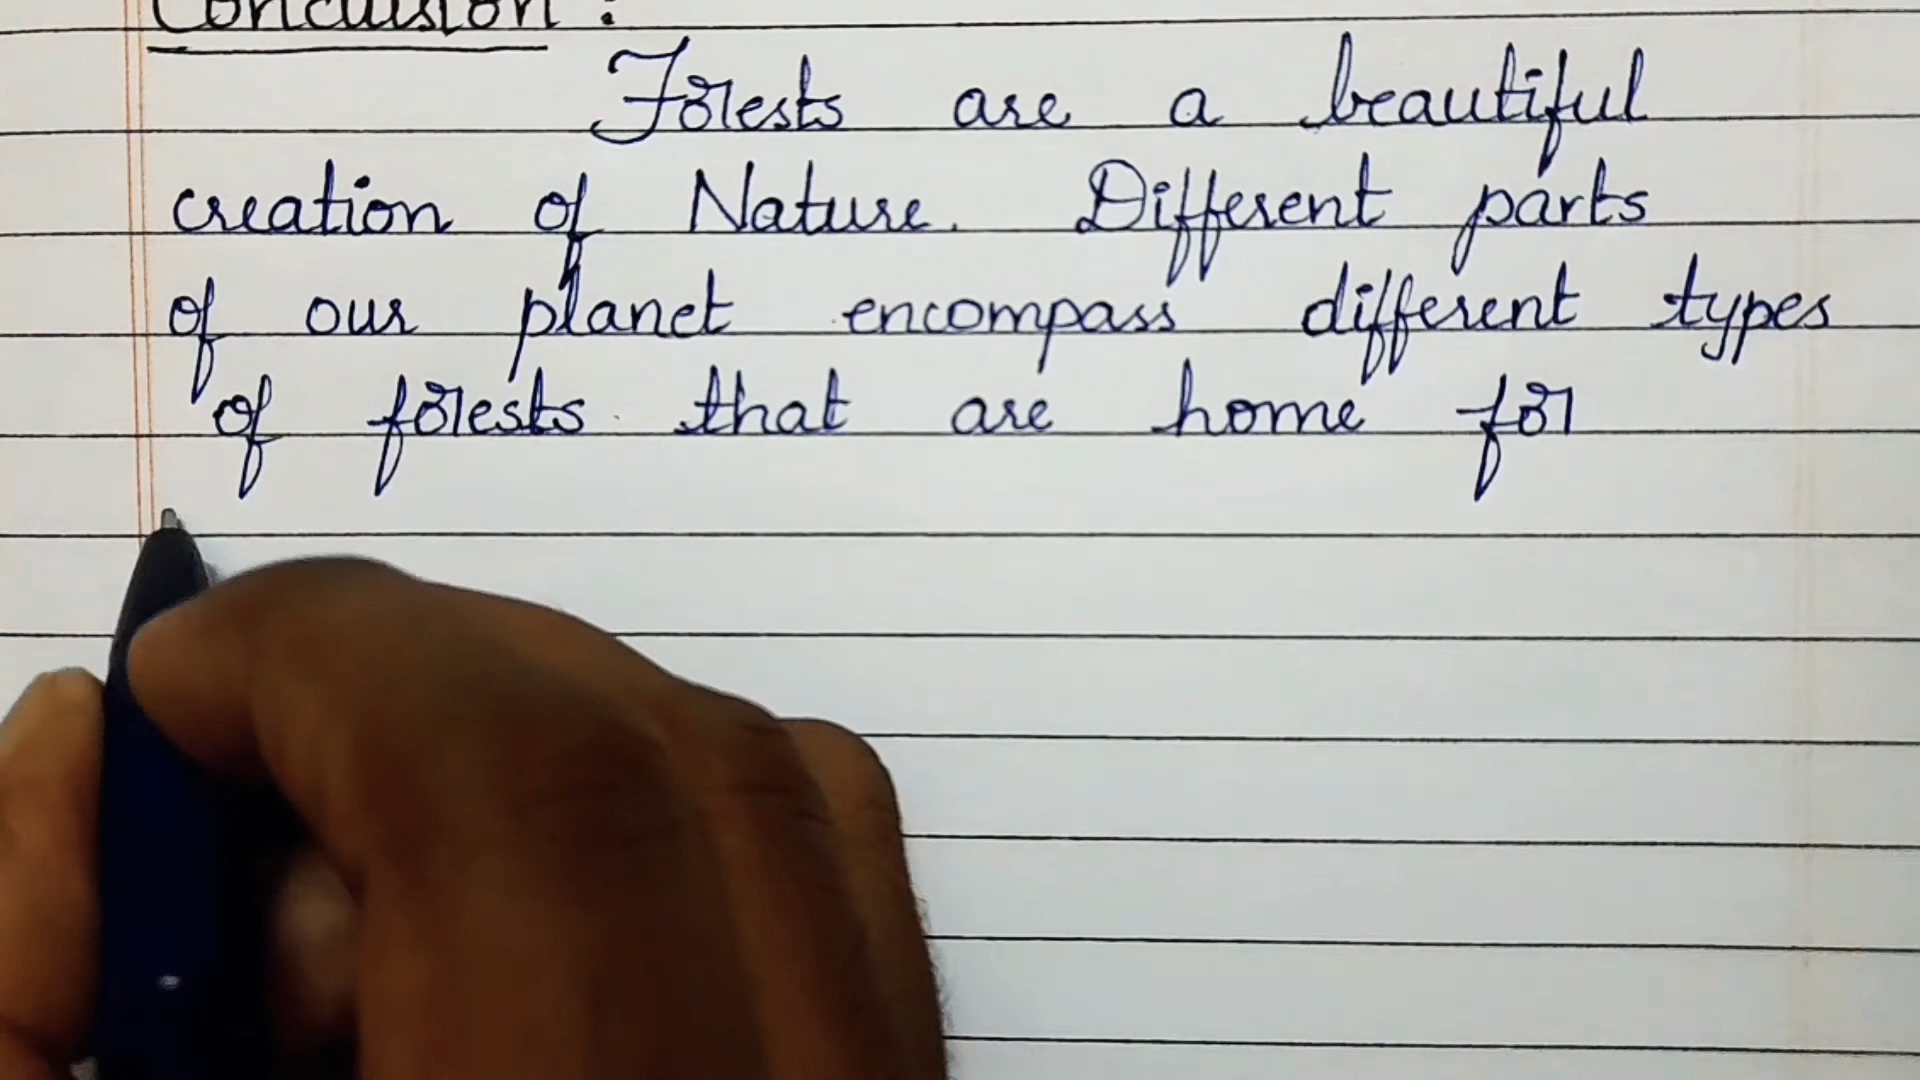 Conclusion :
Forests are a beautiful
creation of Nature. Different parts
of our planet encompass different types
of forests that are home for